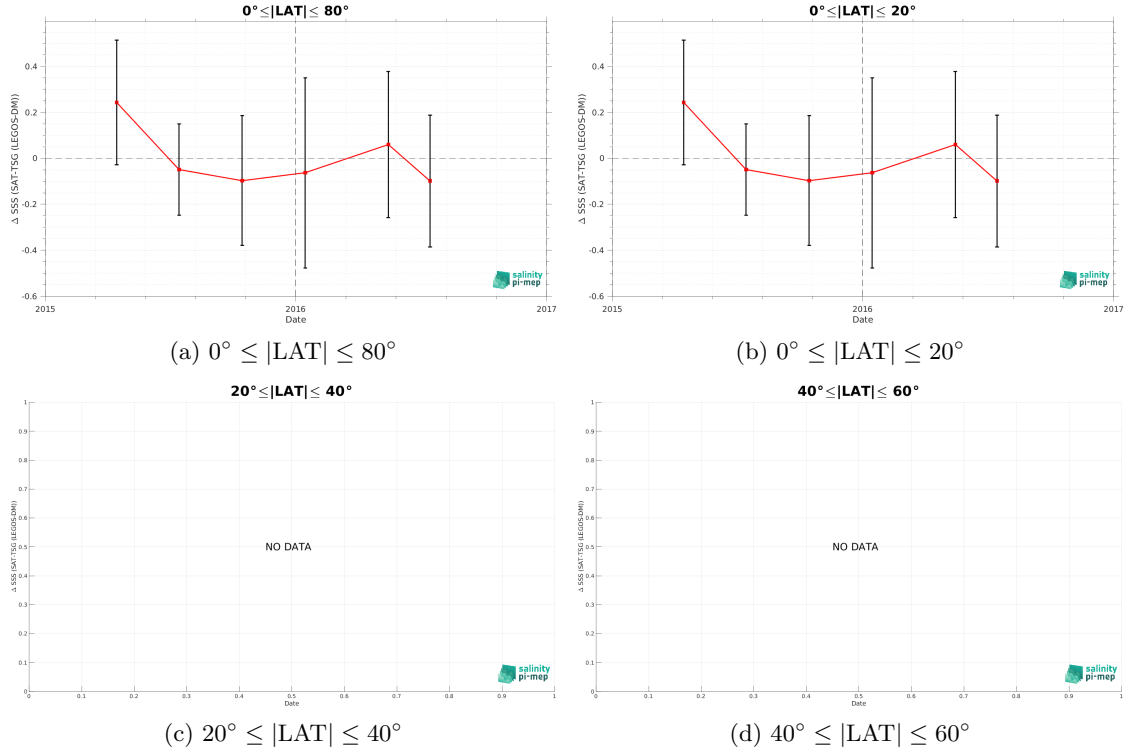 0°≤|LAT|≤ 80°
Δ SSS (SAT-TSG (LEGOS-DM))
0.4
0.2
0
-0.2
-0.4
-0.6
2015
2016
2017
Date
salinity
pi-mep
(a) 0° ≤ |LAT| ≤ 80°
0°≤|LAT|≤ 20°
Δ SSS (SAT-TSG (LEGOS-DM))
0.4
0.2
0
-0.2
-0.4
-0.6
2015
2016
2017
Date
salinity
pi-mep
(b) 0° ≤ |LAT| ≤ 20°
20°≤|LAT|≤ 40°
Δ SSS (SAT-TSG (LEGOS-DM))
1
0.9
0.8
0.7
0.6
0.5
0.4
0.3
0.2
0.1
0
NO DATA
0 0.1 0.2 0.3 0.4 0.5 0.6 0.7 0.8 0.9 1
Date
salinity
pi-mep
(c) 20° ≤ |LAT| ≤ 40°
40°≤|LAT|≤ 60°
Δ SSS (SAT-TSG (LEGOS-DM))
1
0.9
0.8
0.7
0.6
0.5
0.4
0.3
0.2
0.1
0
NO DATA
0 0.1 0.2 0.3 0.4 0.5 0.6 0.7 0.8 0.9 1
Date
salinity
pi-mep
(d) 40° ≤ |LAT| ≤ 60°